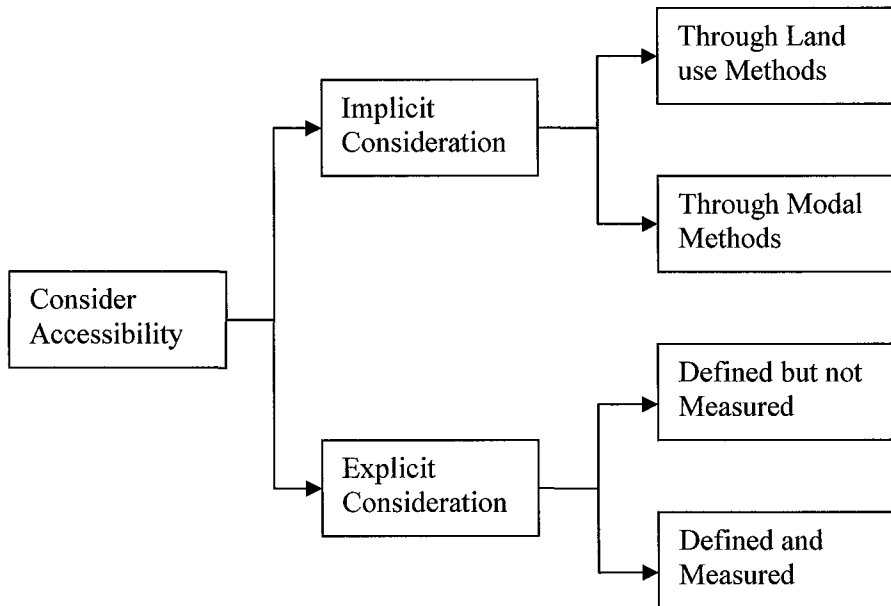 Through Land
use Methods
Implicit
Consideration
Through Modal
Methods
Consider
Accessibility
Defined but not
Measured
Explicit
Consideration
Defined and
Measured